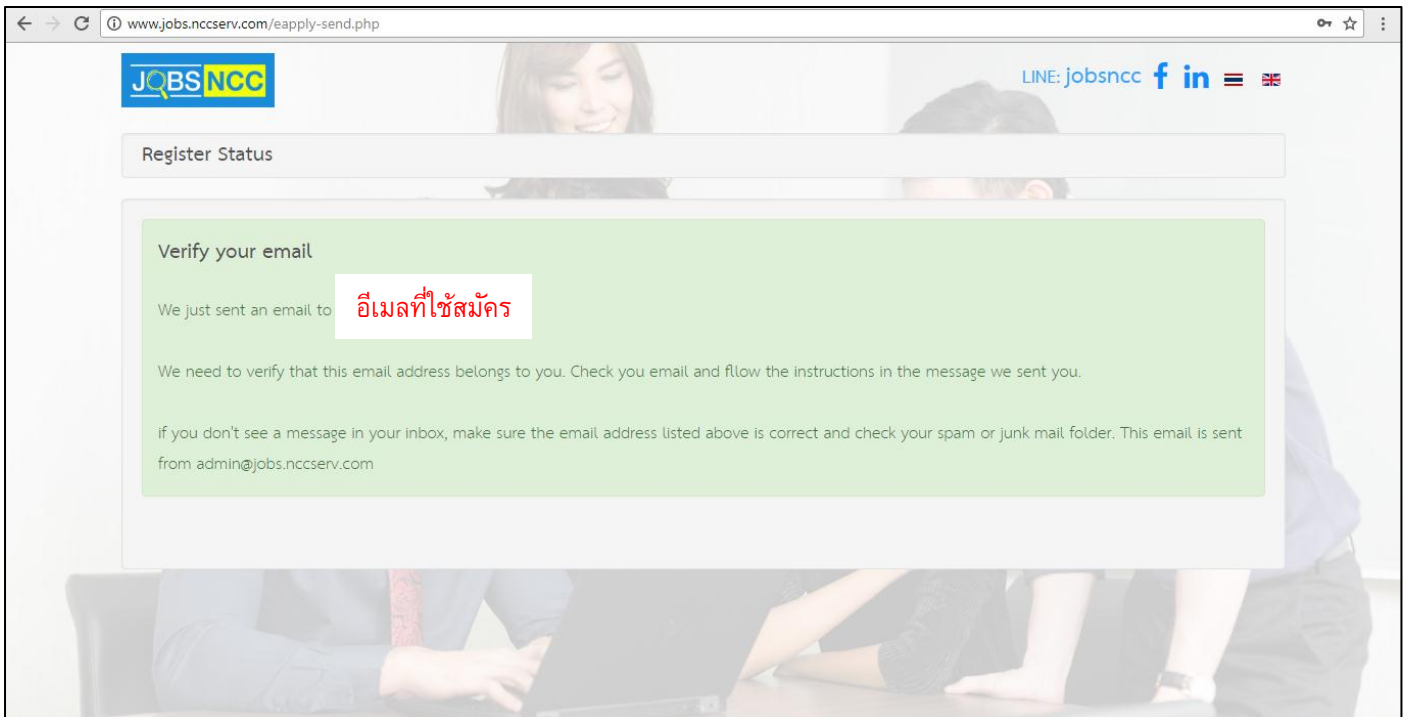 www.jobs.nccserv.com/eapply-send.php
JOBS NCC
LINE: jobsncc f in
Register Status
Verify your email
We just sent an email to อีเมลที่ใช้สมัคร
We need to verify that this email address belongs to you. Check you email and fllow the instructions in the message we sent you.
if you don't see a message in your inbox, make sure the email address listed above is correct and check your spam or junk mail folder. This email is sent
from admin@jobs.nccserv.com